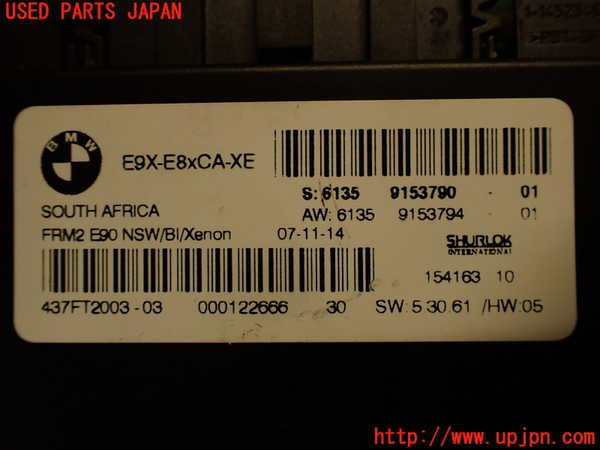 USED PARTS JAPAN
BMW
E9X-E8xCA-XE
S: 6135 9153790 - 01
SOUTH AFRICA
AW: 6135 9153794 - 01
FRM2 E90 NSW/BI/Xenon 07-11-14
SHURLOK
INTERNATIONAL
154163 10
437FT2003-03 000122666 30 SW: 5.30.61 /HW:05
http://www.upjpn.com/